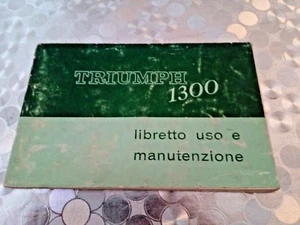 TRIUMPH
1300
libretto uso e
manutenzione